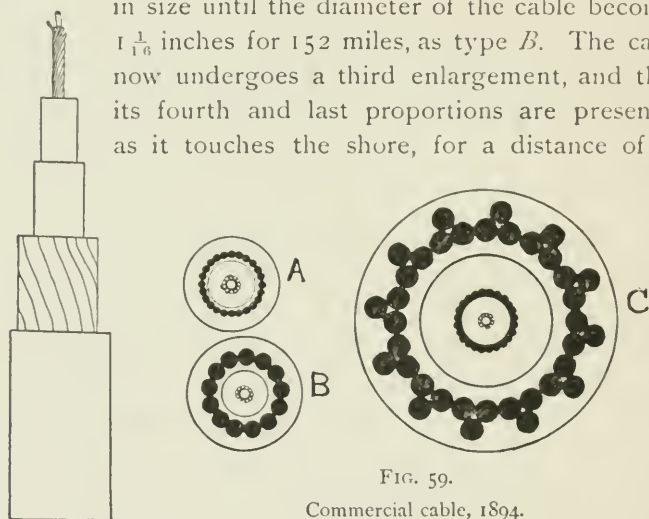 in size until the diameter of the cable becom
1 1/16 inches for 152 miles, as type B. The ca
now undergoes a third enlargement, and th
its fourth and last proportions are presen
as it touches the shore, for a distance of
A
B
C
FIG. 59.
Commercial cable, 1894.